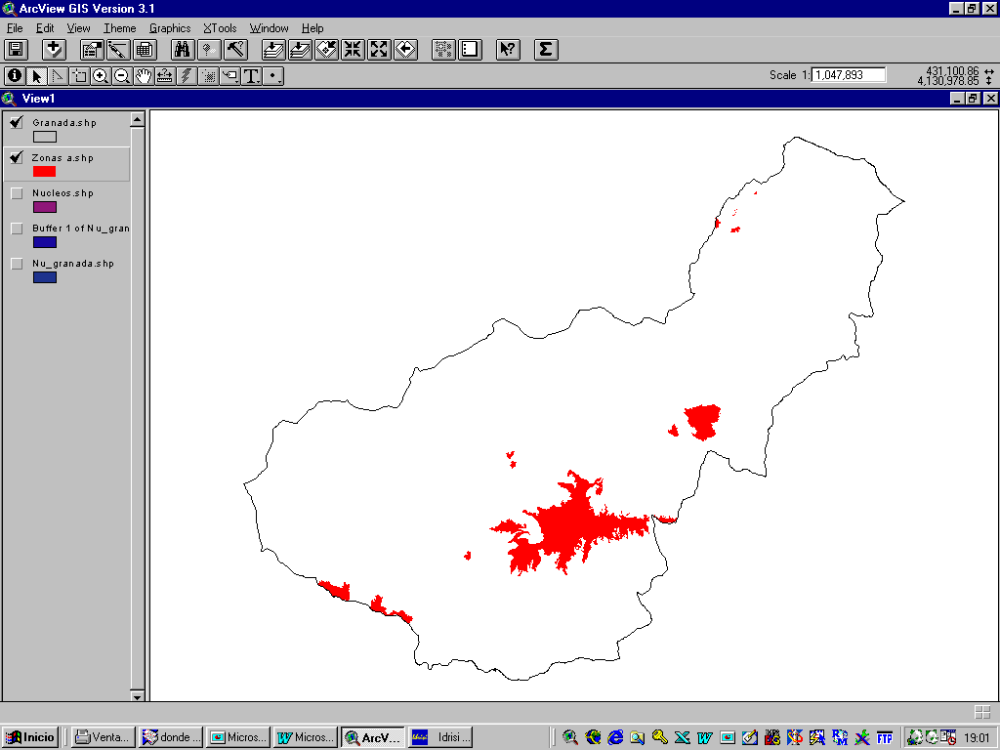 ArcView GIS Version 3.1
File Edit View Theme Graphics XTools Window Help
Scale 1: 1,047,893
431,100.86
4,130,978.85
View1
Granada.shp
Zonas a.shp
Nucleos.shp
Buffer 1 of Nu_gran
Nu_granada.shp
Inicio Venta... donde ... Micros... Micros... ArcV... Idrisi ... FTP 19:01